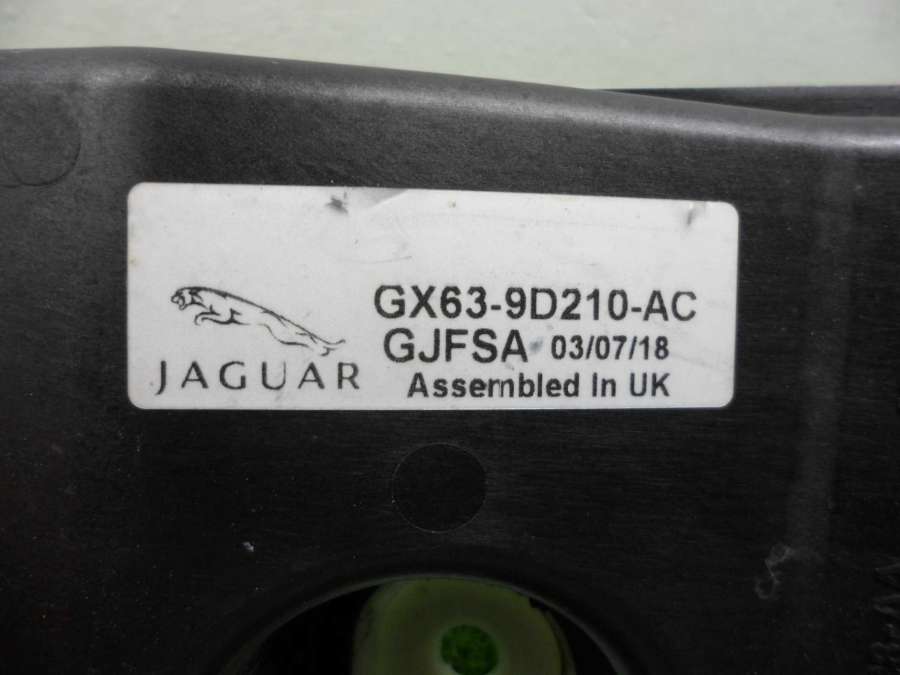 GX63-9D210-AC
GJFSA 03/07/18
JAGUAR
Assembled In UK